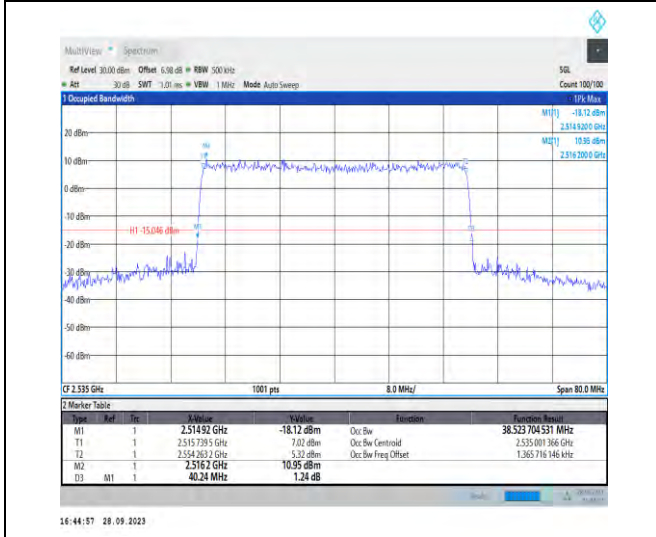 MultiView Spectrum
Ref Level 30.00 dBm Offset 6.98 dB RBW 500 kHz SGL
Att 30 dB SWT 1.01 ms VBW 1 MHz Mode Auto Sweep Count 100/100
1 Occupied Bandwidth 1Pk Max
M1[1] -18.12 dBm
2.514 920 0 GHz
M2[1] 10.95 dBm
2.516 200 0 GHz
20 dBm
M2
10 dBm
0 dBm
-10 dBm
H1 -15.046 dBm
M1
-20 dBm
-30 dBm
-40 dBm
-50 dBm
-60 dBm
CF 2.535 GHz 1001 pts 8.0 MHz/ Span 80.0 MHz
2 Marker Table
Type Ref Trc X-Value Y-Value Function Function Result
M1 1 2.514 92 GHz -18.12 dBm Occ Bw 38.523 704 531 MHz
T1 1 2.515 739 5 GHz 7.02 dBm Occ Bw Centroid 2.535 001 366 GHz
T2 1 2.554 263 2 GHz 5.32 dBm Occ Bw Freq Offset 1.365 716 146 kHz
M2 1 2.516 2 GHz 10.95 dBm
D3 M1 1 40.24 MHz 1.24 dB
16:44:57 28.09.2023